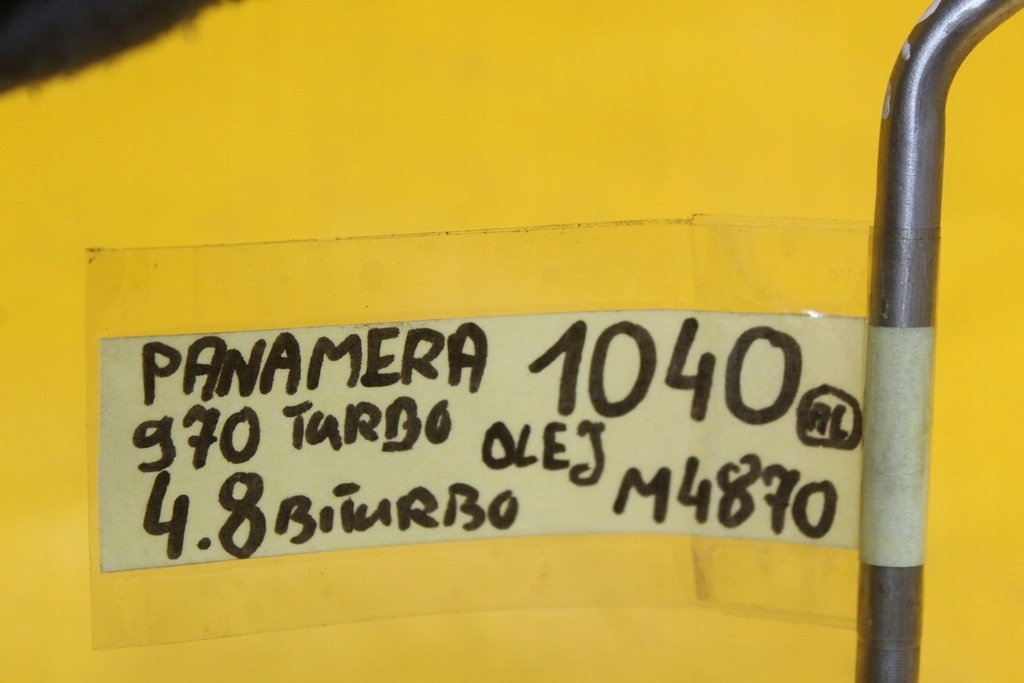 PANAMERA 1040
970 TURBO OLEJ
4.8 BiTURBO M4870